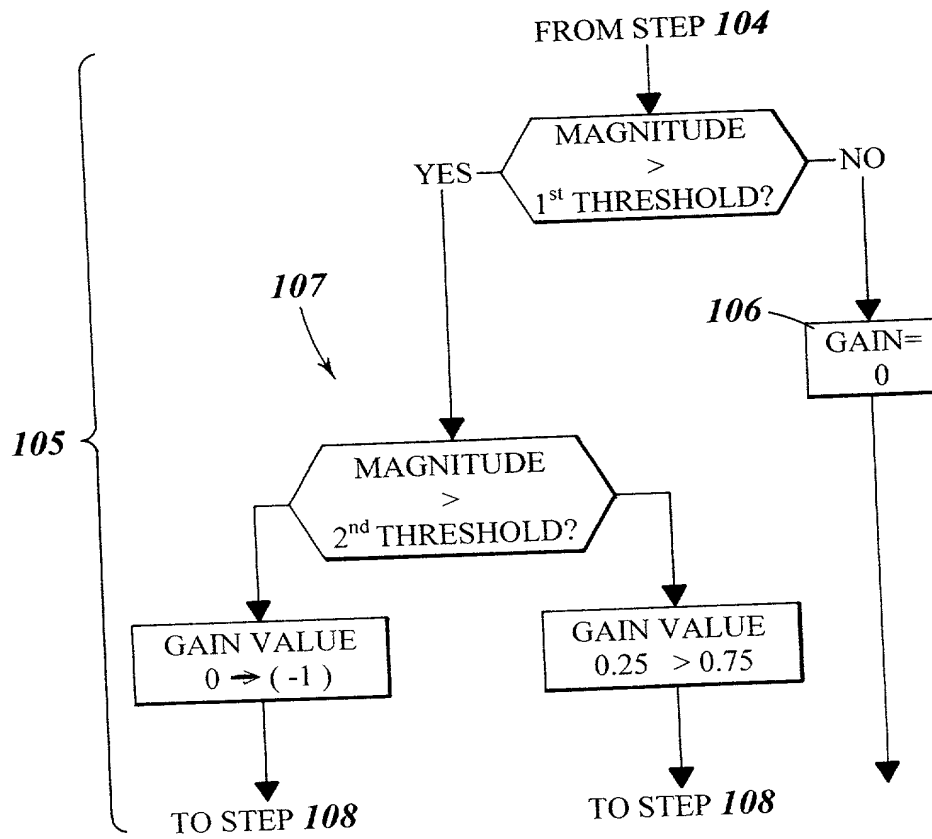 FROM STEP 104
MAGNITUDE
>
1st THRESHOLD?
YES
NO
107
106
GAIN=
0
105
MAGNITUDE
>
2nd THRESHOLD?
GAIN VALUE
0 → ( -1 )
GAIN VALUE
0.25 > 0.75
TO STEP 108
TO STEP 108